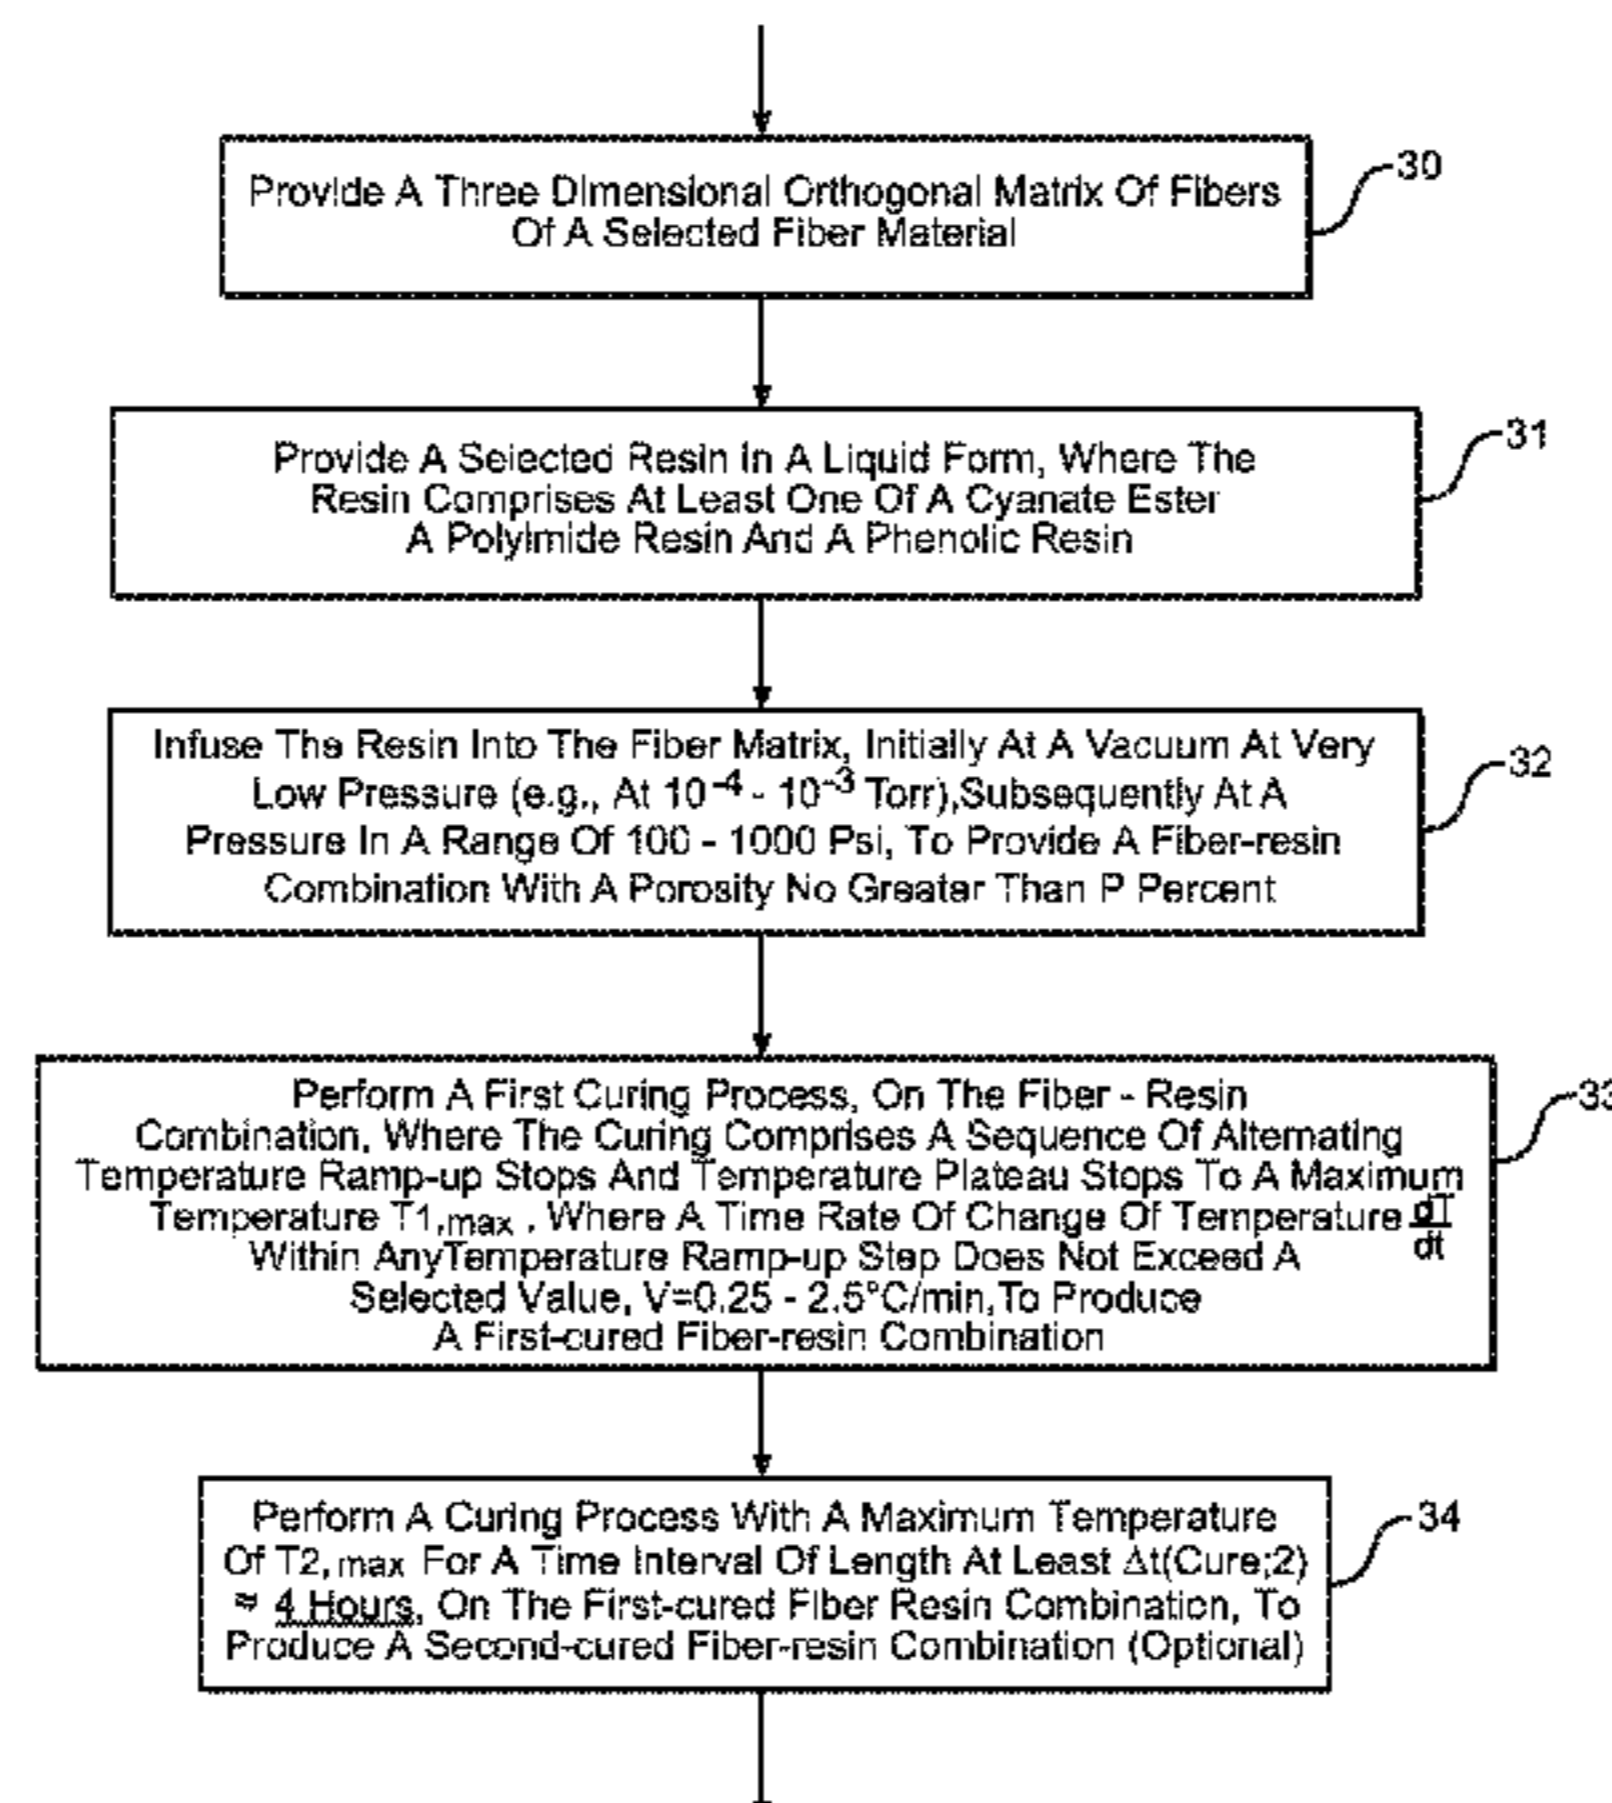 30
Provide A Three Dimensional Orthogonal Matrix Of Fibers
Of A Selected Fiber Material
31
Provide A Selected Resin In A Liquid Form, Where The
Resin Comprises At Least One Of A Cyanate Ester
A Polyimide Resin And A Phenolic Resin
32
Infuse The Resin Into The Fiber Matrix, Initially At A Vacuum At Very
Low Pressure (e.g., At 10⁻⁴ - 10⁻³ Torr),Subsequently At A
Pressure In A Range Of 100 - 1000 Psi, To Provide A Fiber-resin
Combination With A Porosity No Greater Than P Percent
33
Perform A First Curing Process, On The Fiber - Resin
Combination, Where The Curing Comprises A Sequence Of Alternating
Temperature Ramp-up Stops And Temperature Plateau Stops To A Maximum
Temperature T1,max , Where A Time Rate Of Change Of Temperature dT/dt
Within AnyTemperature Ramp-up Step Does Not Exceed A
Selected Value, V=0.25 - 2.5°C/min,To Produce
A First-cured Fiber-resin Combination
34
Perform A Curing Process With A Maximum Temperature
Of T2,max For A Time Interval Of Length At Least Δt(Cure;2)
≈ 4 Hours, On The First-cured Fiber Resin Combination, To
Produce A Second-cured Fiber-resin Combination (Optional)